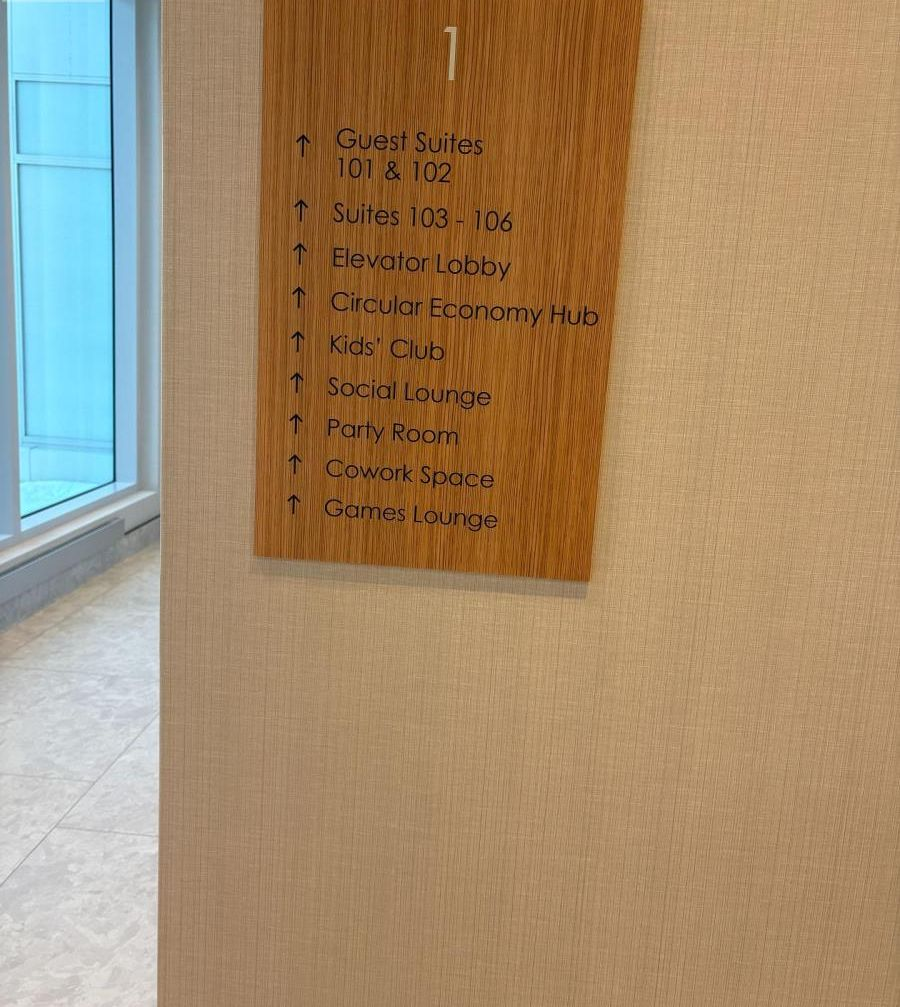 1
↑ Guest Suites
101 & 102
↑ Suites 103 - 106
↑ Elevator Lobby
↑ Circular Economy Hub
↑ Kids' Club
↑ Social Lounge
↑ Party Room
↑ Cowork Space
↑ Games Lounge